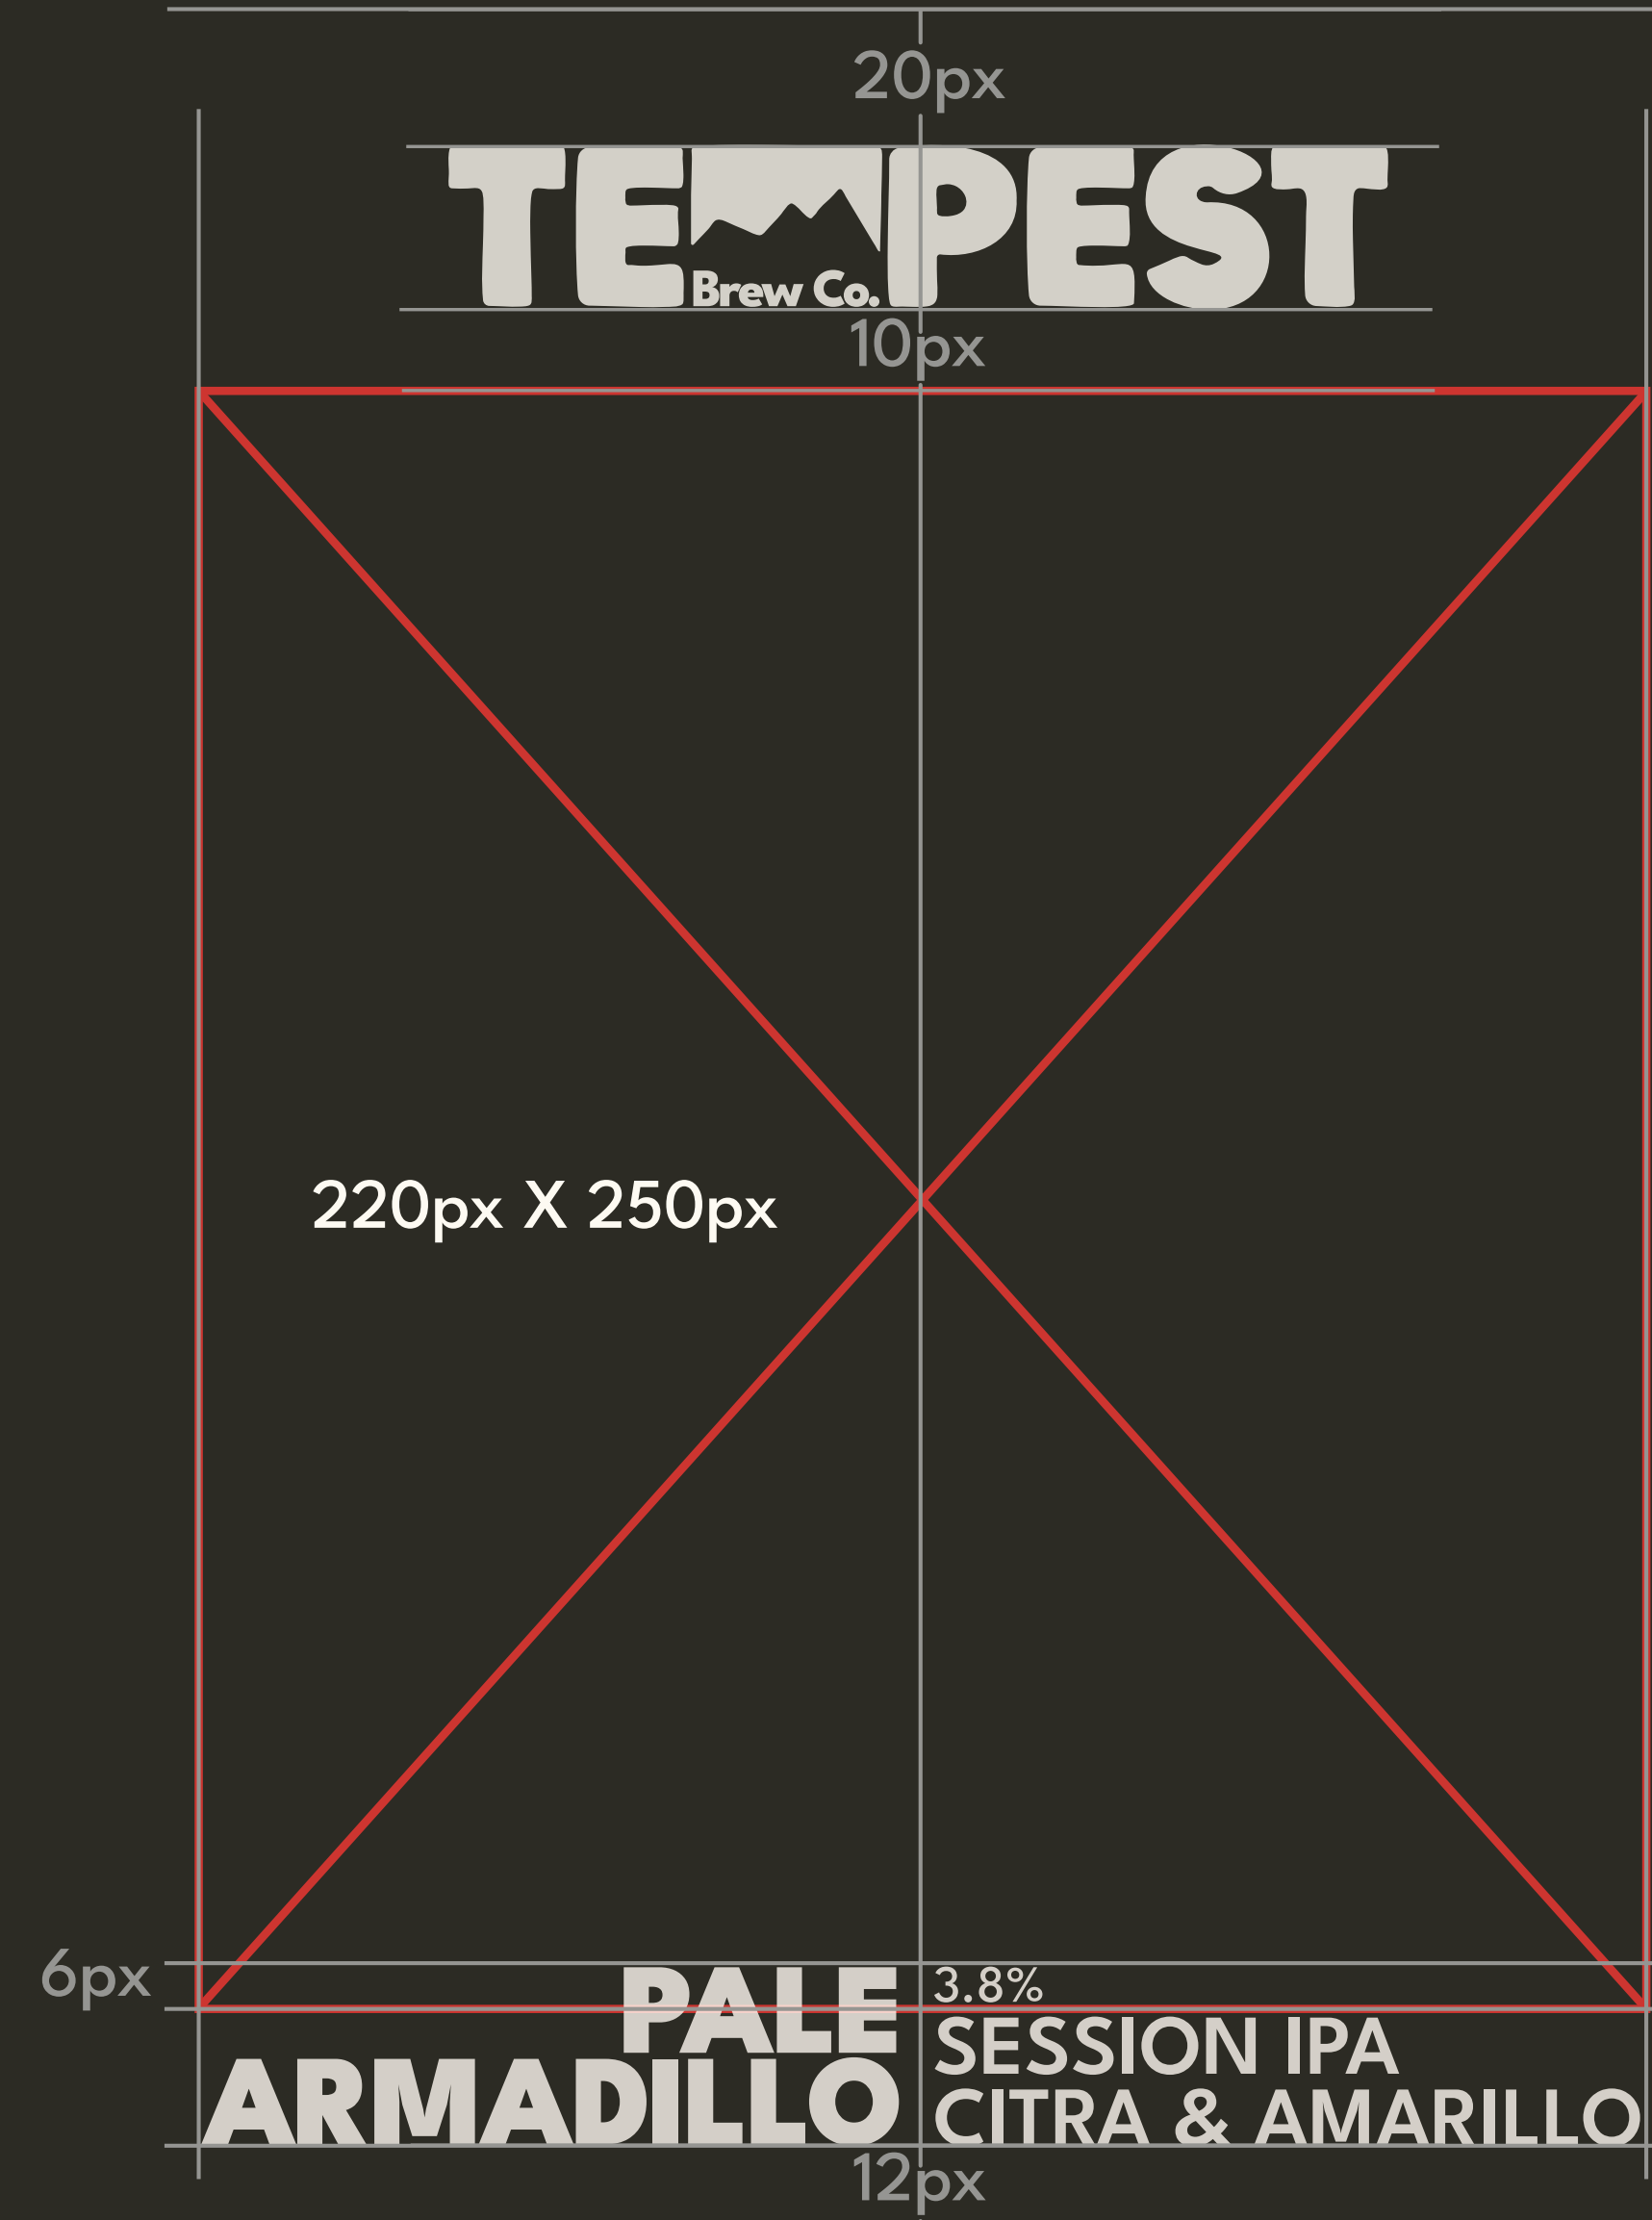 20px
TEMPEST
Brew Co.
10px
220px X 250px
6px
PALE
ARMADILLO
3.8%
SESSION IPA
CITRA & AMARILLO
12px